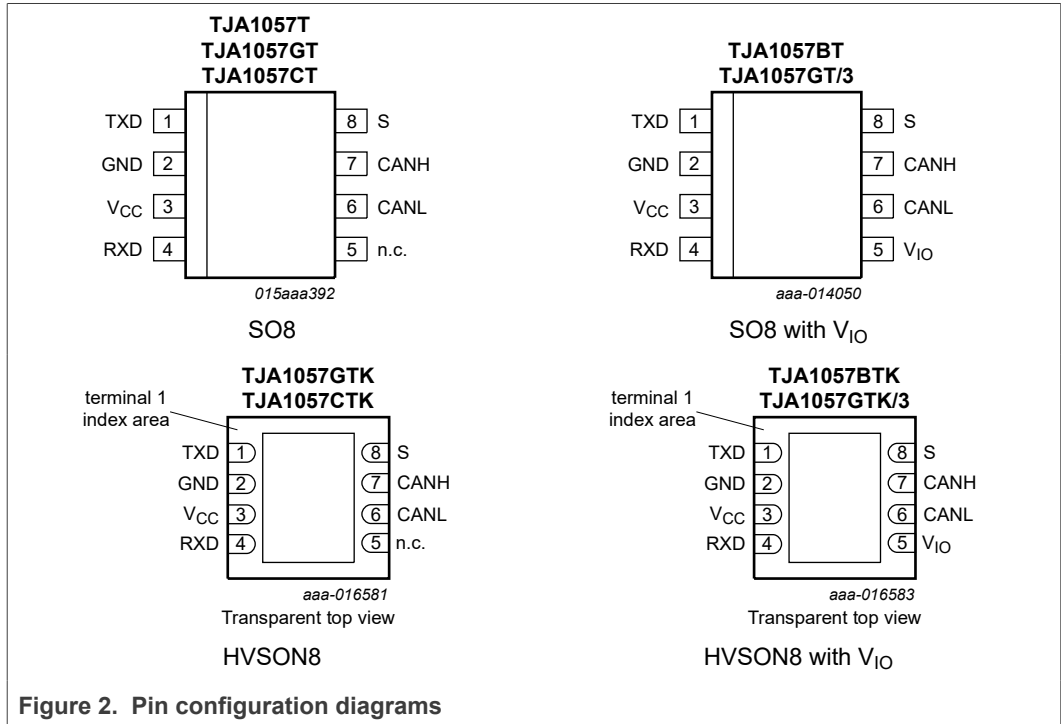 TJA1057T
TJA1057GT
TJA1057CT
TXD 1
GND 2
VCC 3
RXD 4
8 S
7 CANH
6 CANL
5 n.c.
015aaa392
SO8
TJA1057BT
TJA1057GT/3
TXD 1
GND 2
VCC 3
RXD 4
8 S
7 CANH
6 CANL
5 VIO
aaa-014050
SO8 with VIO
TJA1057GTK
TJA1057CTK
terminal 1
index area
TXD 1
GND 2
VCC 3
RXD 4
8 S
7 CANH
6 CANL
5 n.c.
aaa-016581
Transparent top view
HVSON8
TJA1057BTK
TJA1057GTK/3
terminal 1
index area
TXD 1
GND 2
VCC 3
RXD 4
8 S
7 CANH
6 CANL
5 VIO
aaa-016583
Transparent top view
HVSON8 with VIO
Figure 2. Pin configuration diagrams